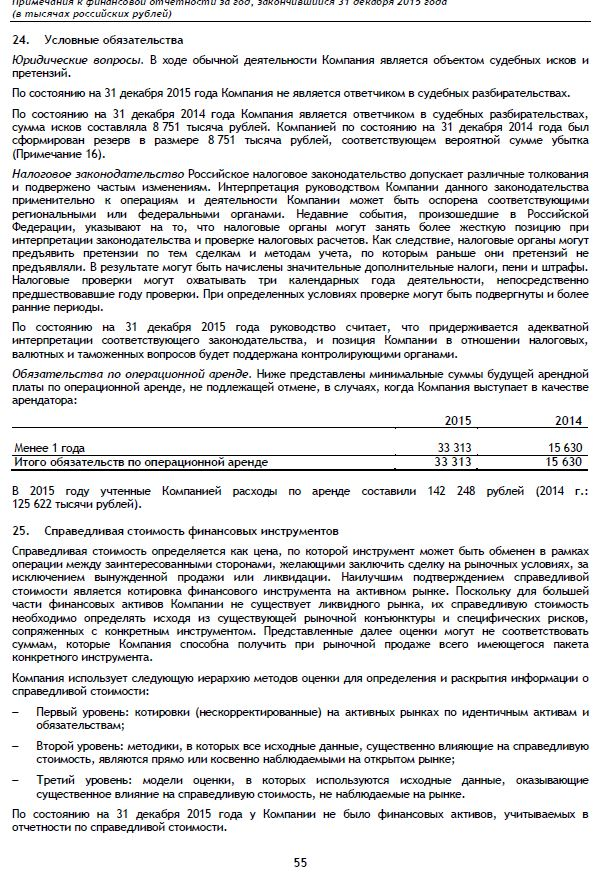 Примечания к финансовой отчетности за год, закончившийся 31 декабря 2015 года
(в тысячах российских рублей)
24. Условные обязательства
Юридические вопросы. В ходе обычной деятельности Компания является объектом судебных исков и
претензий.
По состоянию на 31 декабря 2015 года Компания не является ответчиком в судебных разбирательствах.
По состоянию на 31 декабря 2014 года Компания является ответчиком в судебных разбирательствах,
сумма исков составляла 8 751 тысяча рублей. Компанией по состоянию на 31 декабря 2014 года был
сформирован резерв в размере 8 751 тысяча рублей, соответствующем вероятной сумме убытка
(Примечание 16).
Налоговое законодательство Российское налоговое законодательство допускает различные толкования
и подвержено частым изменениям. Интерпретация руководством Компании данного законодательства
применительно к операциям и деятельности Компании может быть оспорена соответствующими
региональными или федеральными органами. Недавние события, произошедшие в Российской
Федерации, указывают на то, что налоговые органы могут занять более жесткую позицию при
интерпретации законодательства и проверке налоговых расчетов. Как следствие, налоговые органы могут
предъявить претензии по тем сделкам и методам учета, по которым раньше они претензий не
предъявляли. В результате могут быть начислены значительные дополнительные налоги, пени и штрафы.
Налоговые проверки могут охватывать три календарных года деятельности, непосредственно
предшествовавшие году проверки. При определенных условиях проверке могут быть подвергнуты и более
ранние периоды.
По состоянию на 31 декабря 2015 года руководство считает, что придерживается адекватной
интерпретации соответствующего законодательства, и позиция Компании в отношении налоговых,
валютных и таможенных вопросов будет поддержана контролирующими органами.
Обязательства по операционной аренде. Ниже представлены минимальные суммы будущей арендной
платы по операционной аренде, не подлежащей отмене, в случаях, когда Компания выступает в качестве
арендатора:
2015 2014
Менее 1 года 33 313 15 630
Итого обязательств по операционной аренде 33 313 15 630
В 2015 году учтенные Компанией расходы по аренде составили 142 248 рублей (2014 г.:
125 622 тысячи рублей).
25. Справедливая стоимость финансовых инструментов
Справедливая стоимость определяется как цена, по которой инструмент может быть обменен в рамках
операции между заинтересованными сторонами, желающими заключить сделку на рыночных условиях, за
исключением вынужденной продажи или ликвидации. Наилучшим подтверждением справедливой
стоимости является котировка финансового инструмента на активном рынке. Поскольку для большей
части финансовых активов Компании не существует ликвидного рынка, их справедливую стоимость
необходимо определять исходя из существующей рыночной конъюнктуры и специфических рисков,
сопряженных с конкретным инструментом. Представленные далее оценки могут не соответствовать
суммам, которые Компания способна получить при рыночной продаже всего имеющегося пакета
конкретного инструмента.
Компания использует следующую иерархию методов оценки для определения и раскрытия информации о
справедливой стоимости:
– Первый уровень: котировки (нескорректированные) на активных рынках по идентичным активам и
обязательствам;
– Второй уровень: методики, в которых все исходные данные, существенно влияющие на справедливую
стоимость, являются прямо или косвенно наблюдаемыми на открытом рынке;
– Третий уровень: модели оценки, в которых используются исходные данные, оказывающие
существенное влияние на справедливую стоимость, не наблюдаемые на рынке.
По состоянию на 31 декабря 2015 года у Компании не было финансовых активов, учитываемых в
отчетности по справедливой стоимости.
55